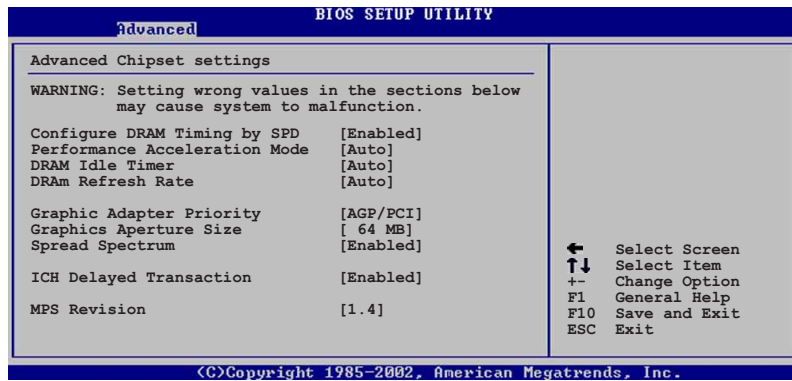 BIOS SETUP UTILITY
Advanced
Advanced Chipset settings
WARNING: Setting wrong values in the sections below
may cause system to malfunction.
Configure DRAM Timing by SPD [Enabled]
Performance Acceleration Mode [Auto]
DRAM Idle Timer [Auto]
DRAm Refresh Rate [Auto]
Graphic Adapter Priority [AGP/PCI]
Graphics Aperture Size [ 64 MB]
Spread Spectrum [Enabled]
ICH Delayed Transaction [Enabled]
MPS Revision [1.4]
← Select Screen
↑↓ Select Item
+- Change Option
F1 General Help
F10 Save and Exit
ESC Exit
(C)Copyright 1985-2002, American Megatrends, Inc.